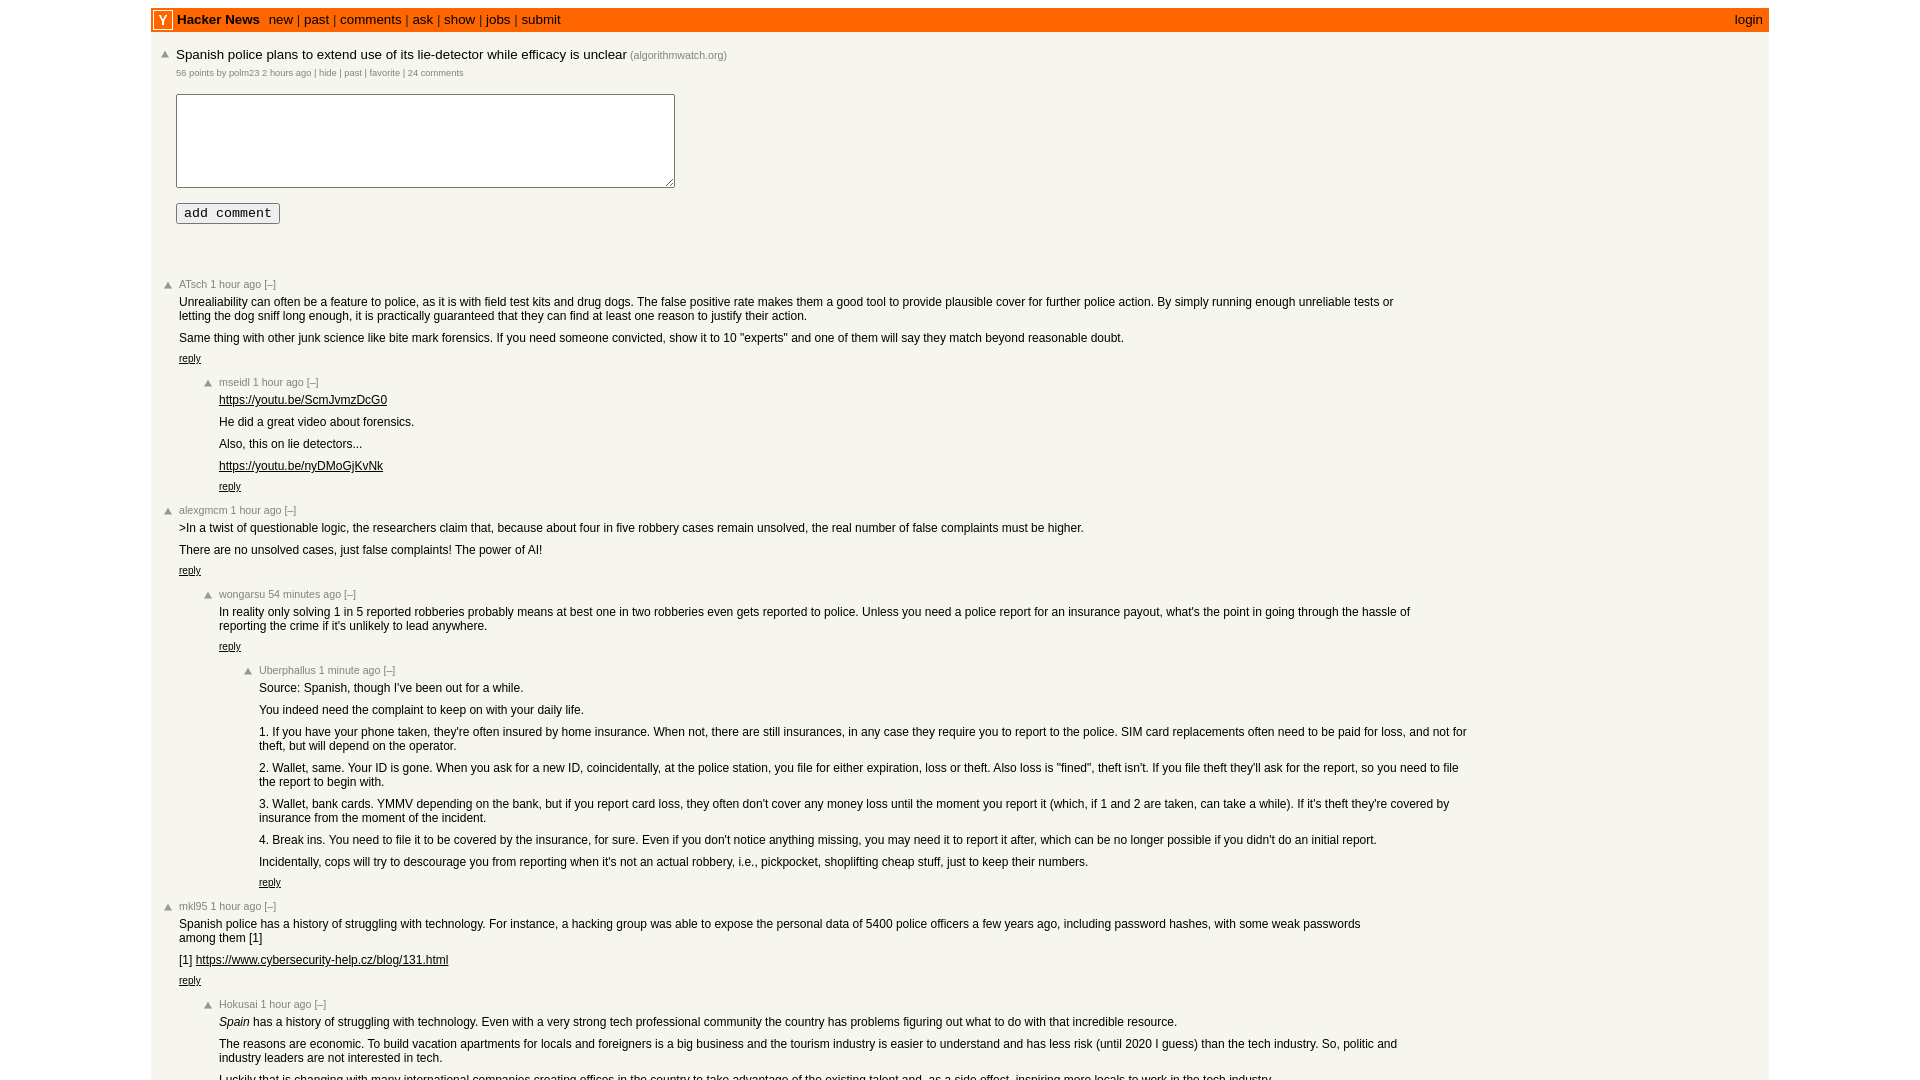 Y Hacker News new | past | comments | ask | show | jobs | submit login
Spanish police plans to extend use of its lie-detector while efficacy is unclear (algorithmwatch.org)
56 points by polm23 2 hours ago | hide | past | favorite | 24 comments
add comment
ATsch 1 hour ago [–]
Unrealiability can often be a feature to police, as it is with field test kits and drug dogs. The false positive rate makes them a good tool to provide plausible cover for further police action. By simply running enough unreliable tests or
letting the dog sniff long enough, it is practically guaranteed that they can find at least one reason to justify their action.
Same thing with other junk science like bite mark forensics. If you need someone convicted, show it to 10 "experts" and one of them will say they match beyond reasonable doubt.
reply
mseidl 1 hour ago [–]
https://youtu.be/ScmJvmzDcG0
He did a great video about forensics.
Also, this on lie detectors...
https://youtu.be/nyDMoGjKvNk
reply
alexgmcm 1 hour ago [–]
>In a twist of questionable logic, the researchers claim that, because about four in five robbery cases remain unsolved, the real number of false complaints must be higher.
There are no unsolved cases, just false complaints! The power of AI!
reply
wongarsu 54 minutes ago [–]
In reality only solving 1 in 5 reported robberies probably means at best one in two robberies even gets reported to police. Unless you need a police report for an insurance payout, what's the point in going through the hassle of
reporting the crime if it's unlikely to lead anywhere.
reply
Uberphallus 1 minute ago [–]
Source: Spanish, though I've been out for a while.
You indeed need the complaint to keep on with your daily life.
1. If you have your phone taken, they're often insured by home insurance. When not, there are still insurances, in any case they require you to report to the police. SIM card replacements often need to be paid for loss, and not for
theft, but will depend on the operator.
2. Wallet, same. Your ID is gone. When you ask for a new ID, coincidentally, at the police station, you file for either expiration, loss or theft. Also loss is "fined", theft isn't. If you file theft they'll ask for the report, so you need to file
the report to begin with.
3. Wallet, bank cards. YMMV depending on the bank, but if you report card loss, they often don't cover any money loss until the moment you report it (which, if 1 and 2 are taken, can take a while). If it's theft they're covered by
insurance from the moment of the incident.
4. Break ins. You need to file it to be covered by the insurance, for sure. Even if you don't notice anything missing, you may need it to report it after, which can be no longer possible if you didn't do an initial report.
Incidentally, cops will try to descourage you from reporting when it's not an actual robbery, i.e., pickpocket, shoplifting cheap stuff, just to keep their numbers.
reply
mkl95 1 hour ago [–]
Spanish police has a history of struggling with technology. For instance, a hacking group was able to expose the personal data of 5400 police officers a few years ago, including password hashes, with some weak passwords
among them [1]
[1] https://www.cybersecurity-help.cz/blog/131.html
reply
Hokusai 1 hour ago [–]
Spain has a history of struggling with technology. Even with a very strong tech professional community the country has problems figuring out what to do with that incredible resource.
The reasons are economic. To build vacation apartments for locals and foreigners is a big business and the tourism industry is easier to understand and has less risk (until 2020 I guess) than the tech industry. So, politic and
industry leaders are not interested in tech.
Luckily that is changing with many international companies creating offices in the country to take advantage of the existing talent and, as a side effect, inspiring more locals to work in the tech industry.